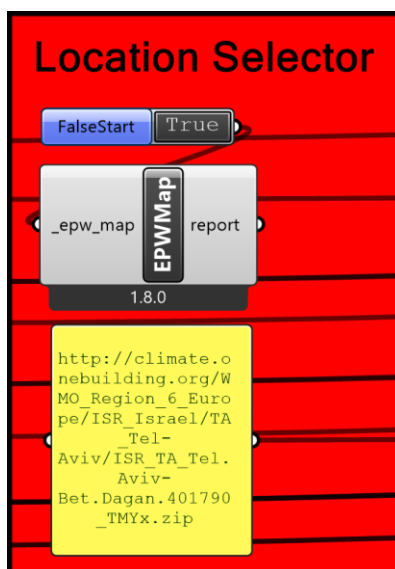 Location Selector
FalseStart True
_epw_map EPWMap report
1.8.0
http://climate.o
nebuilding.org/W
MO_Region_6_Euro
pe/ISR_Israel/TA
_Tel-
Aviv/ISR_TA_Tel.
Aviv-
Bet.Dagan.401790
_TMYx.zip